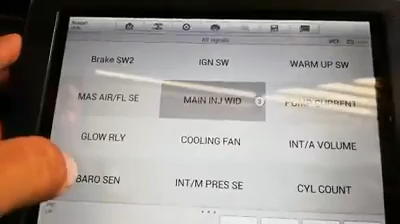 All signals
Brake SW2
IGN SW
WARM UP SW
MAS AIR/FL SE
MAIN INJ WID
PUMP CURRENT
GLOW RLY
COOLING FAN
INT/A VOLUME
BARO SEN
INT/M PRES SE
CYL COUNT